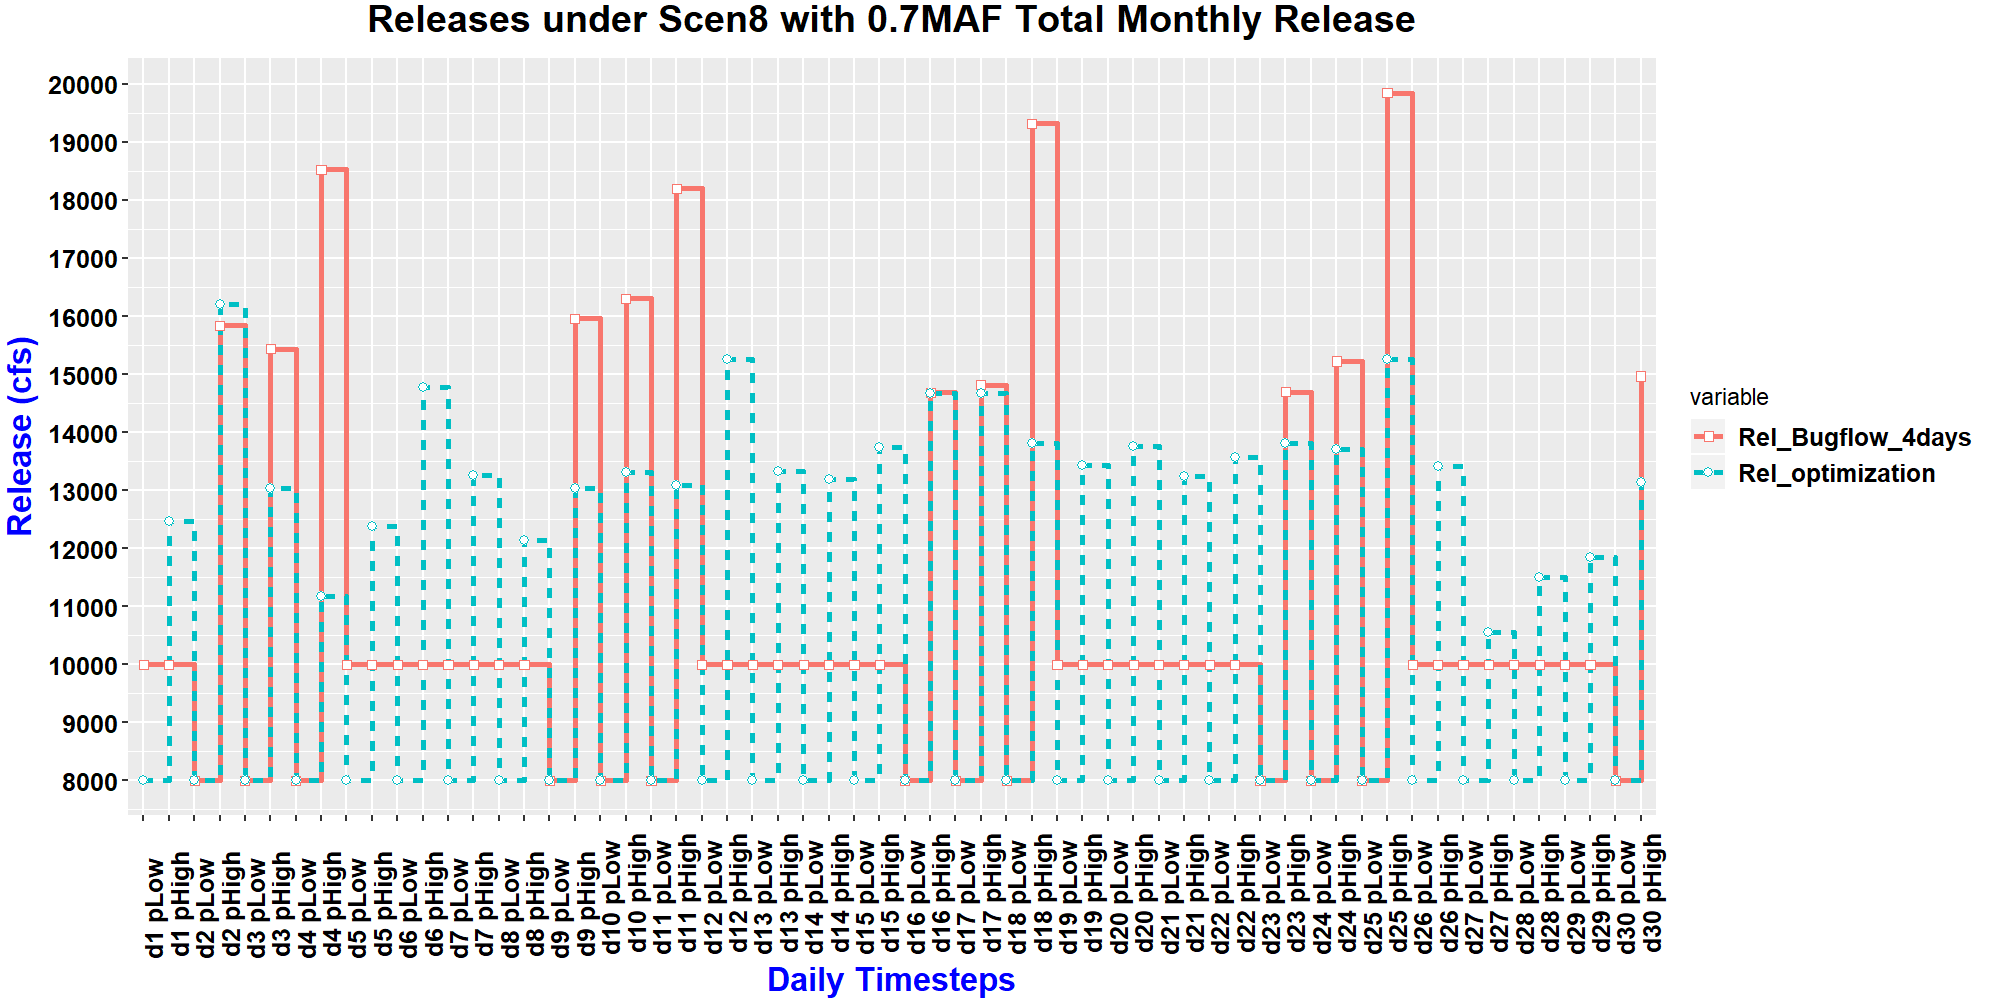 Releases under Scen8 with 0.7MAF Total Monthly Release
Release (cfs)
20000
19000
18000
17000
16000
15000
14000
13000
12000
11000
10000
9000
8000
d1 pLow
d1 pHigh
d2 pLow
d2 pHigh
d3 pLow
d3 pHigh
d4 pLow
d4 pHigh
d5 pLow
d5 pHigh
d6 pLow
d6 pHigh
d7 pLow
d7 pHigh
d8 pLow
d8 pHigh
d9 pLow
d9 pHigh
d10 pLow
d10 pHigh
d11 pLow
d11 pHigh
d12 pLow
d12 pHigh
d13 pLow
d13 pHigh
d14 pLow
d14 pHigh
d15 pLow
d15 pHigh
d16 pLow
d16 pHigh
d17 pLow
d17 pHigh
d18 pLow
d18 pHigh
d19 pLow
d19 pHigh
d20 pLow
d20 pHigh
d21 pLow
d21 pHigh
d22 pLow
d22 pHigh
d23 pLow
d23 pHigh
d24 pLow
d24 pHigh
d25 pLow
d25 pHigh
d26 pLow
d26 pHigh
d27 pLow
d27 pHigh
d28 pLow
d28 pHigh
d29 pLow
d29 pHigh
d30 pLow
d30 pHigh
Daily Timesteps
variable
Rel_Bugflow_4days
Rel_optimization